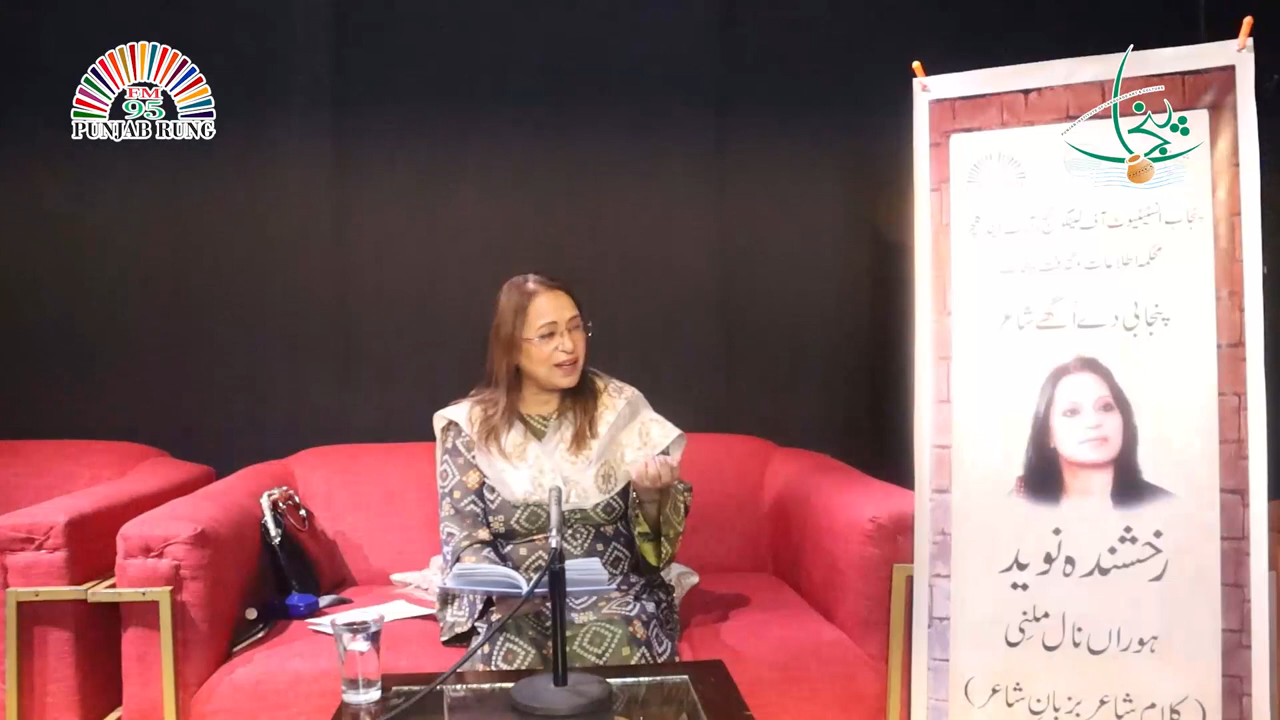 FM
95
PUNJAB RUNG
پنجاب انسٹیٹیوٹ آف لینگوئج آرٹ اینڈ کلچر
محکمہ اطلاعات و ثقافت پنجاب
پنجابی دے اُگھے شاعر
رخشندہ نوید
ہوراں نال ملنی
(کلام شاعر بزبان شاعر)